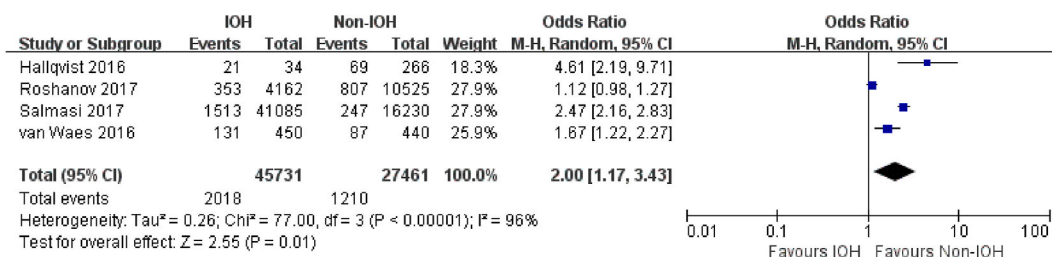 IOH Non-IOH Odds Ratio Odds Ratio
Study or Subgroup Events Total Events Total Weight M-H, Random, 95% CI M-H, Random, 95% CI
Hallqvist 2016 21 34 69 266 18.3% 4.61 [2.19, 9.71]
Roshanov 2017 353 4162 807 10525 27.9% 1.12 [0.98, 1.27]
Salmasi 2017 1513 41085 247 16230 27.9% 2.47 [2.16, 2.83]
van Waes 2016 131 450 87 440 25.9% 1.67 [1.22, 2.27]
Total (95% CI) 45731 27461 100.0% 2.00 [1.17, 3.43]
Total events 2018 1210
Heterogeneity: Tau² = 0.26; Chi² = 77.00, df = 3 (P < 0.00001); I² = 96%
Test for overall effect: Z = 2.55 (P = 0.01)
0.01 0.1 1 10 100
Favours IOH Favours Non-IOH